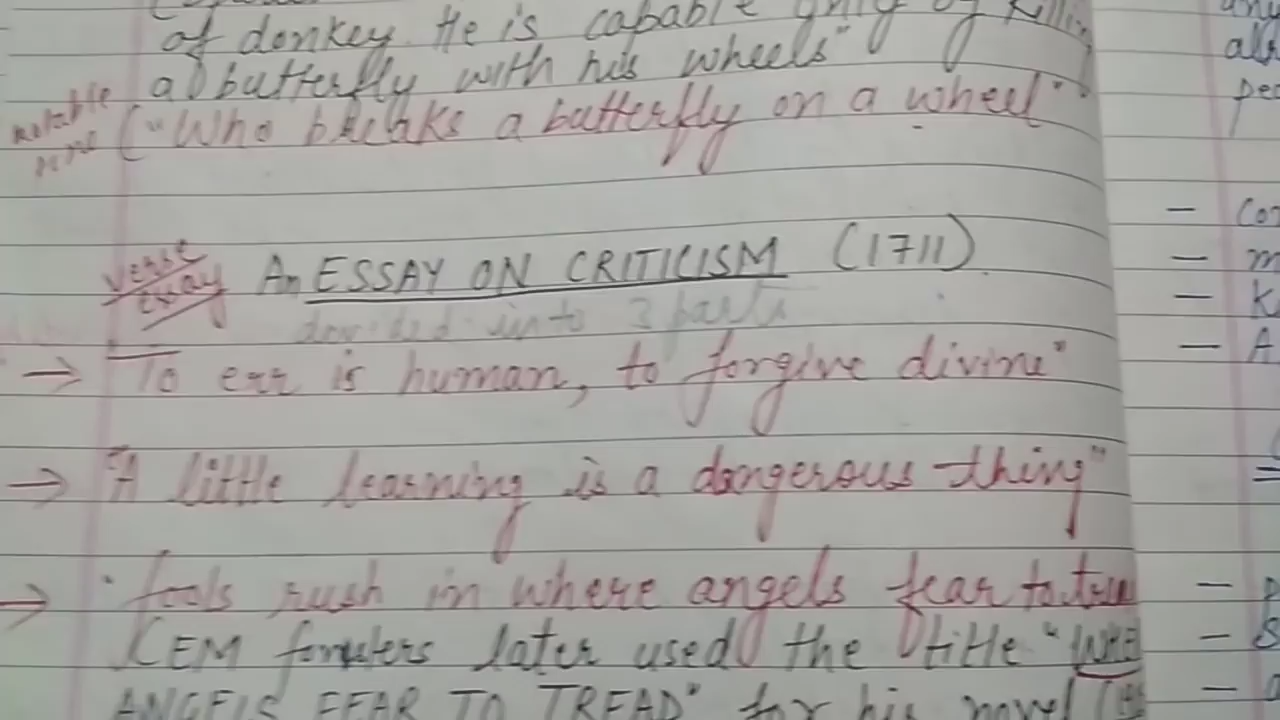 of donkey. He is capable only of killing
a butterfly with his wheels"
notable
("Who breaks a butterfly on a wheel"
Verse
Essay
An ESSAY ON CRITICISM (1711)
divided into 3 parts
→ "To err is human, to forgive divine"
→ "A little learning is a dangerous thing"
→ "fools rush in where angels fear to
(EM forsters later used the title "
ANGELS FEAR TO TREAD" for his novel